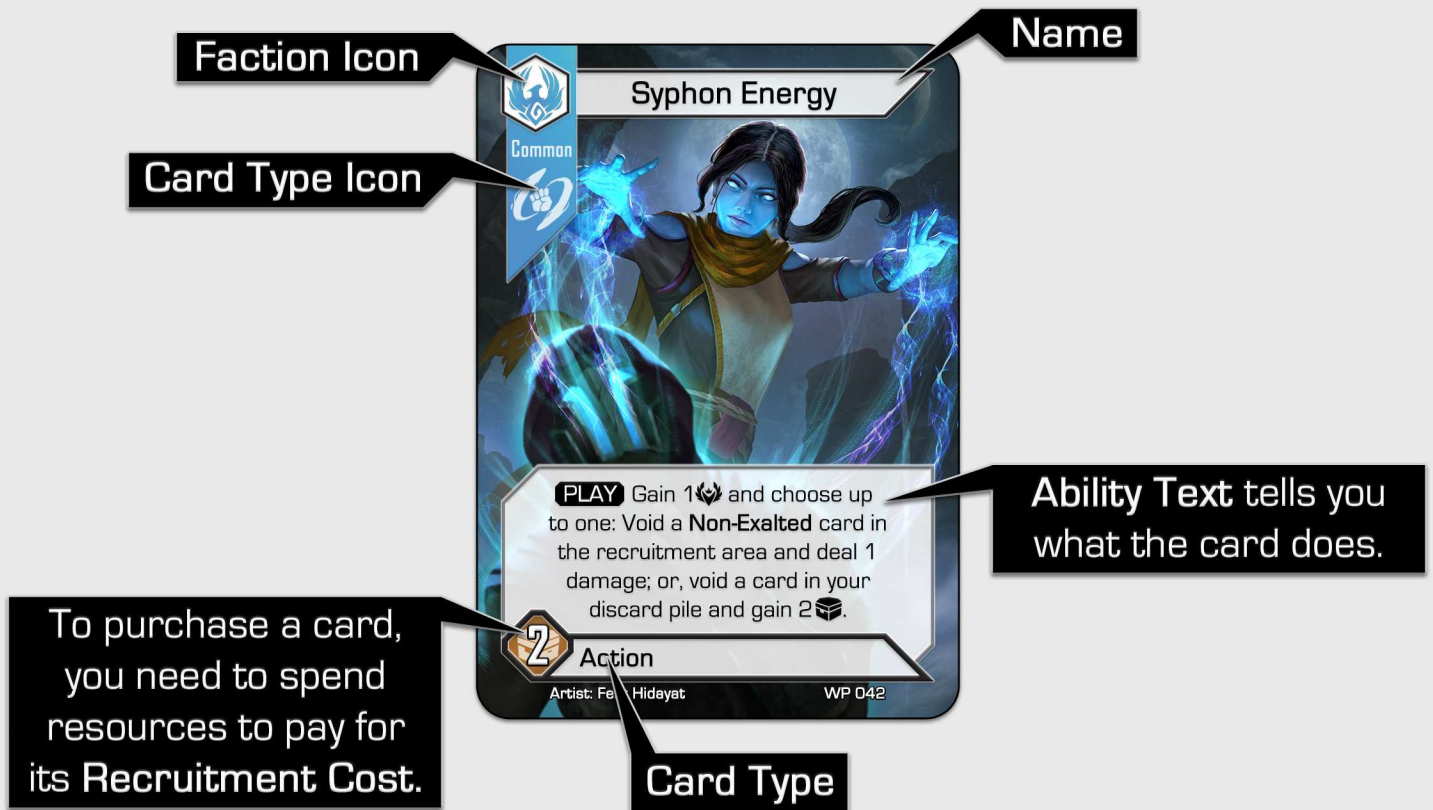 Faction Icon
Name
Syphon Energy
Common
Card Type Icon
PLAY Gain 1 and choose up
to one: Void a Non-Exalted card in
the recruitment area and deal 1
damage; or, void a card in your
discard pile and gain 2.
Ability Text tells you
what the card does.
To purchase a card,
you need to spend
resources to pay for
its Recruitment Cost.
2
Action
Artist: Hidayat
WP 042
Card Type